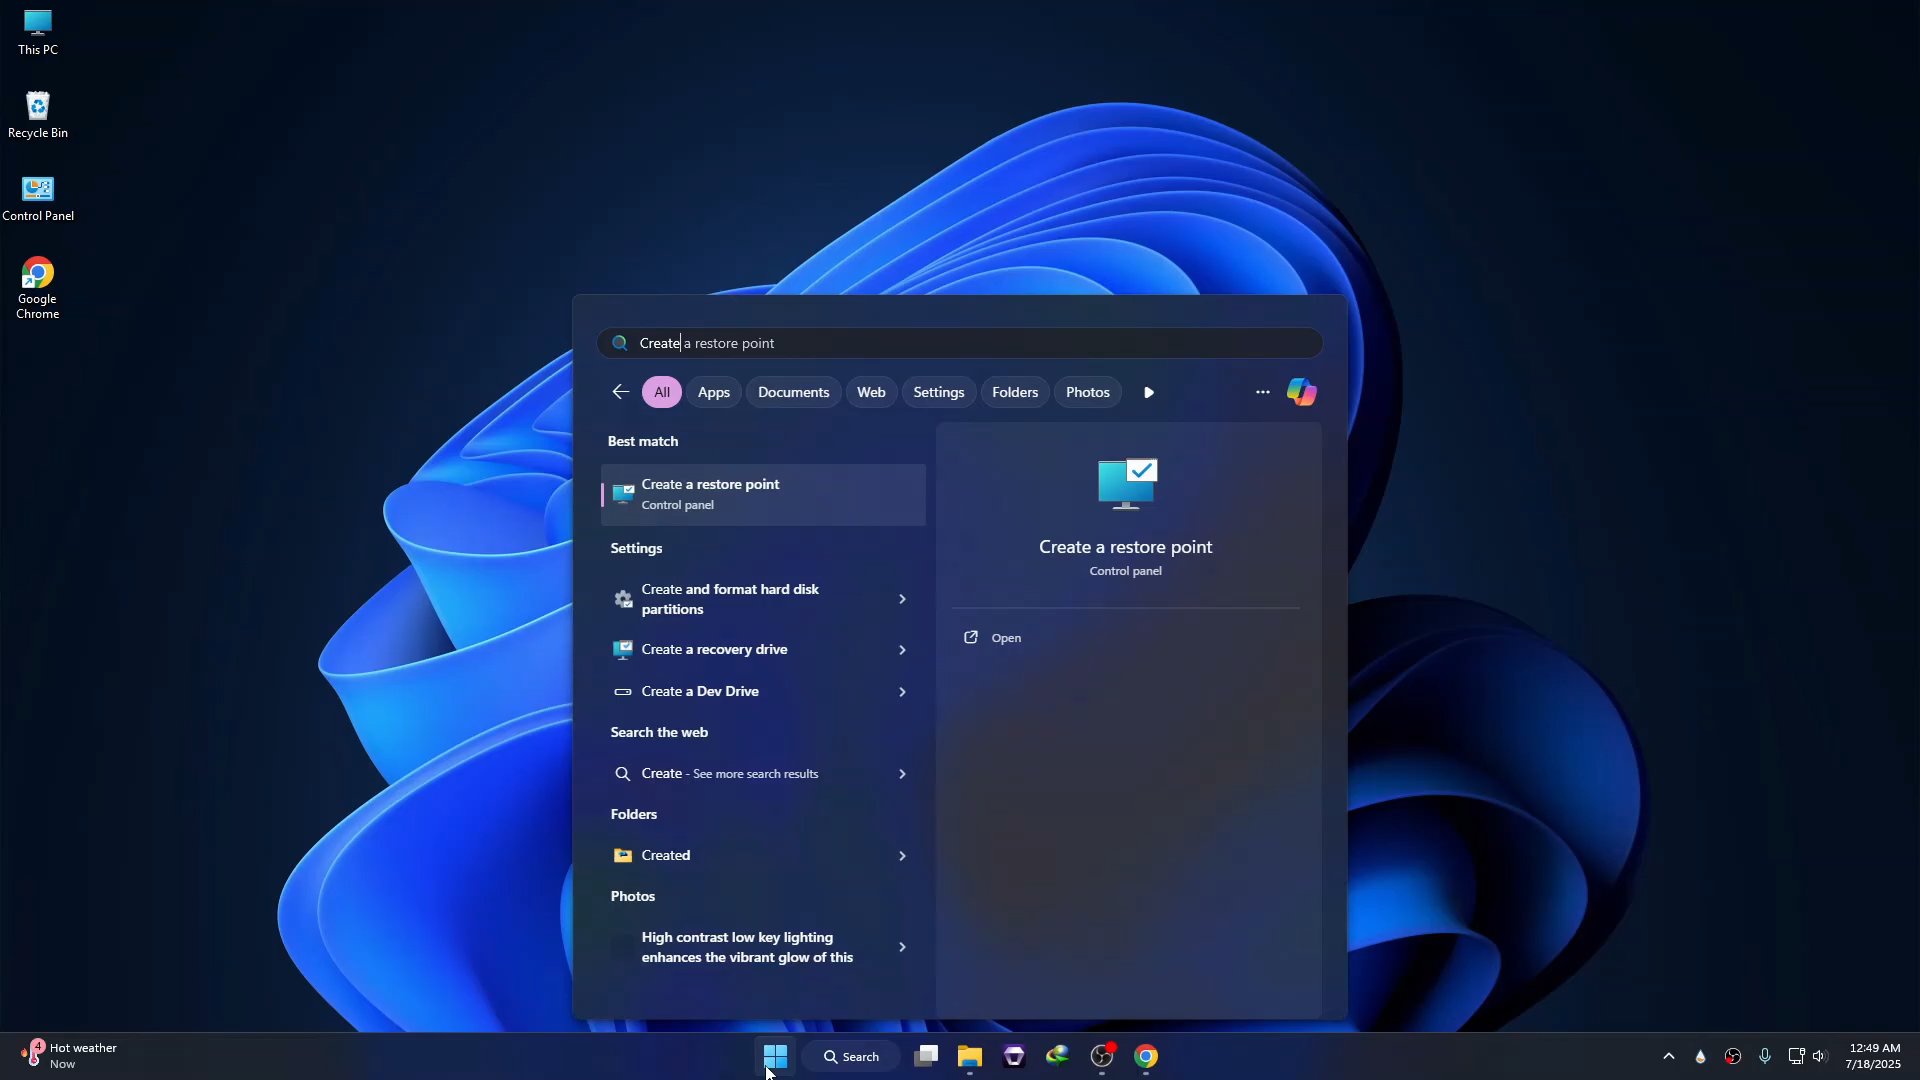 This PC
Recycle Bin
Control Panel
Google
Chrome
Create a restore point
All
Apps
Documents
Web
Settings
Folders
Photos
Best match
Create a restore point
Control panel
Settings
Create and format hard disk
partitions
Create a recovery drive
Create a Dev Drive
Search the web
Create - See more search results
Folders
Created
Photos
High contrast low key lighting
enhances the vibrant glow of this
Create a restore point
Control panel
Open
4
Hot weather
Now
Search
12:49 AM
7/18/2025